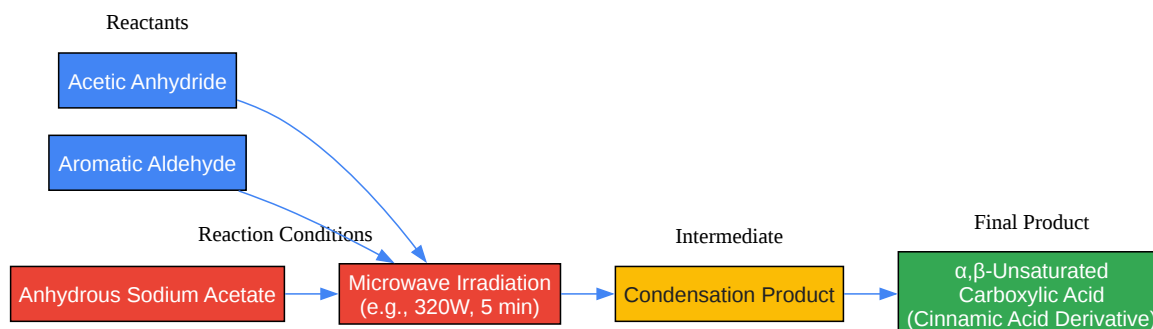 Reactants
Acetic Anhydride
Aromatic Aldehyde
Reaction Conditions
Anhydrous Sodium Acetate
Microwave Irradiation
(e.g., 320W, 5 min)
Intermediate
Condensation Product
Final Product
α,β-Unsaturated
Carboxylic Acid
(Cinnamic Acid Derivative)